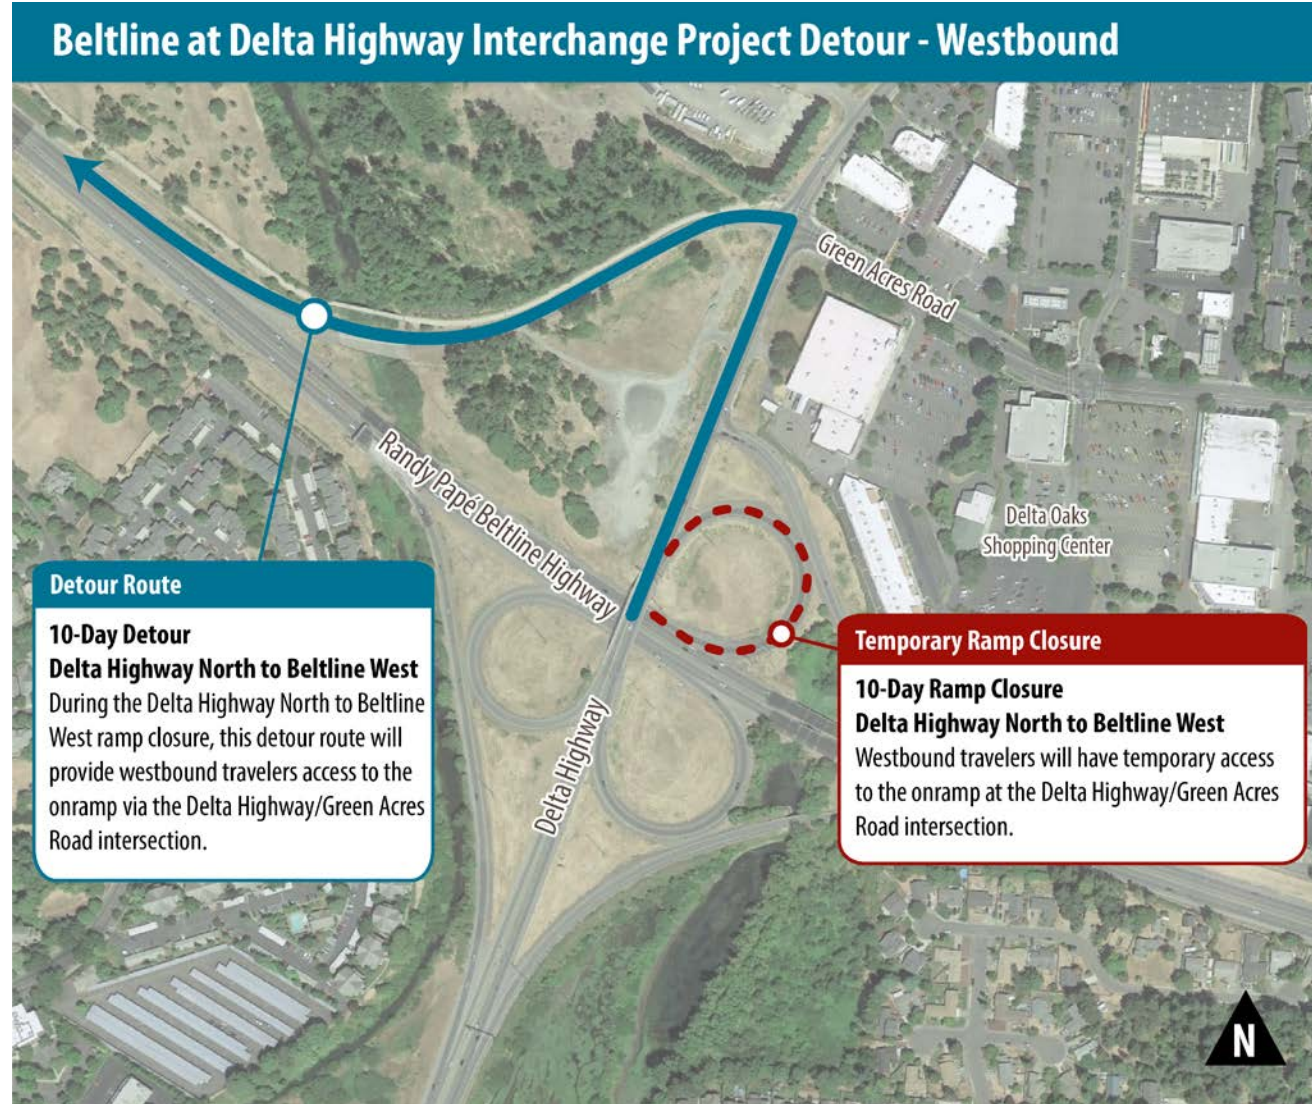 Beltline at Delta Highway Interchange Project Detour - Westbound
Green Acres Road
Randy Papé Beltline Highway
Delta Oaks
Shopping Center
Delta Highway
Detour Route
10-Day Detour
Delta Highway North to Beltline West
During the Delta Highway North to Beltline
West ramp closure, this detour route will
provide westbound travelers access to the
onramp via the Delta Highway/Green Acres
Road intersection.
Temporary Ramp Closure
10-Day Ramp Closure
Delta Highway North to Beltline West
Westbound travelers will have temporary access
to the onramp at the Delta Highway/Green Acres
Road intersection.
N